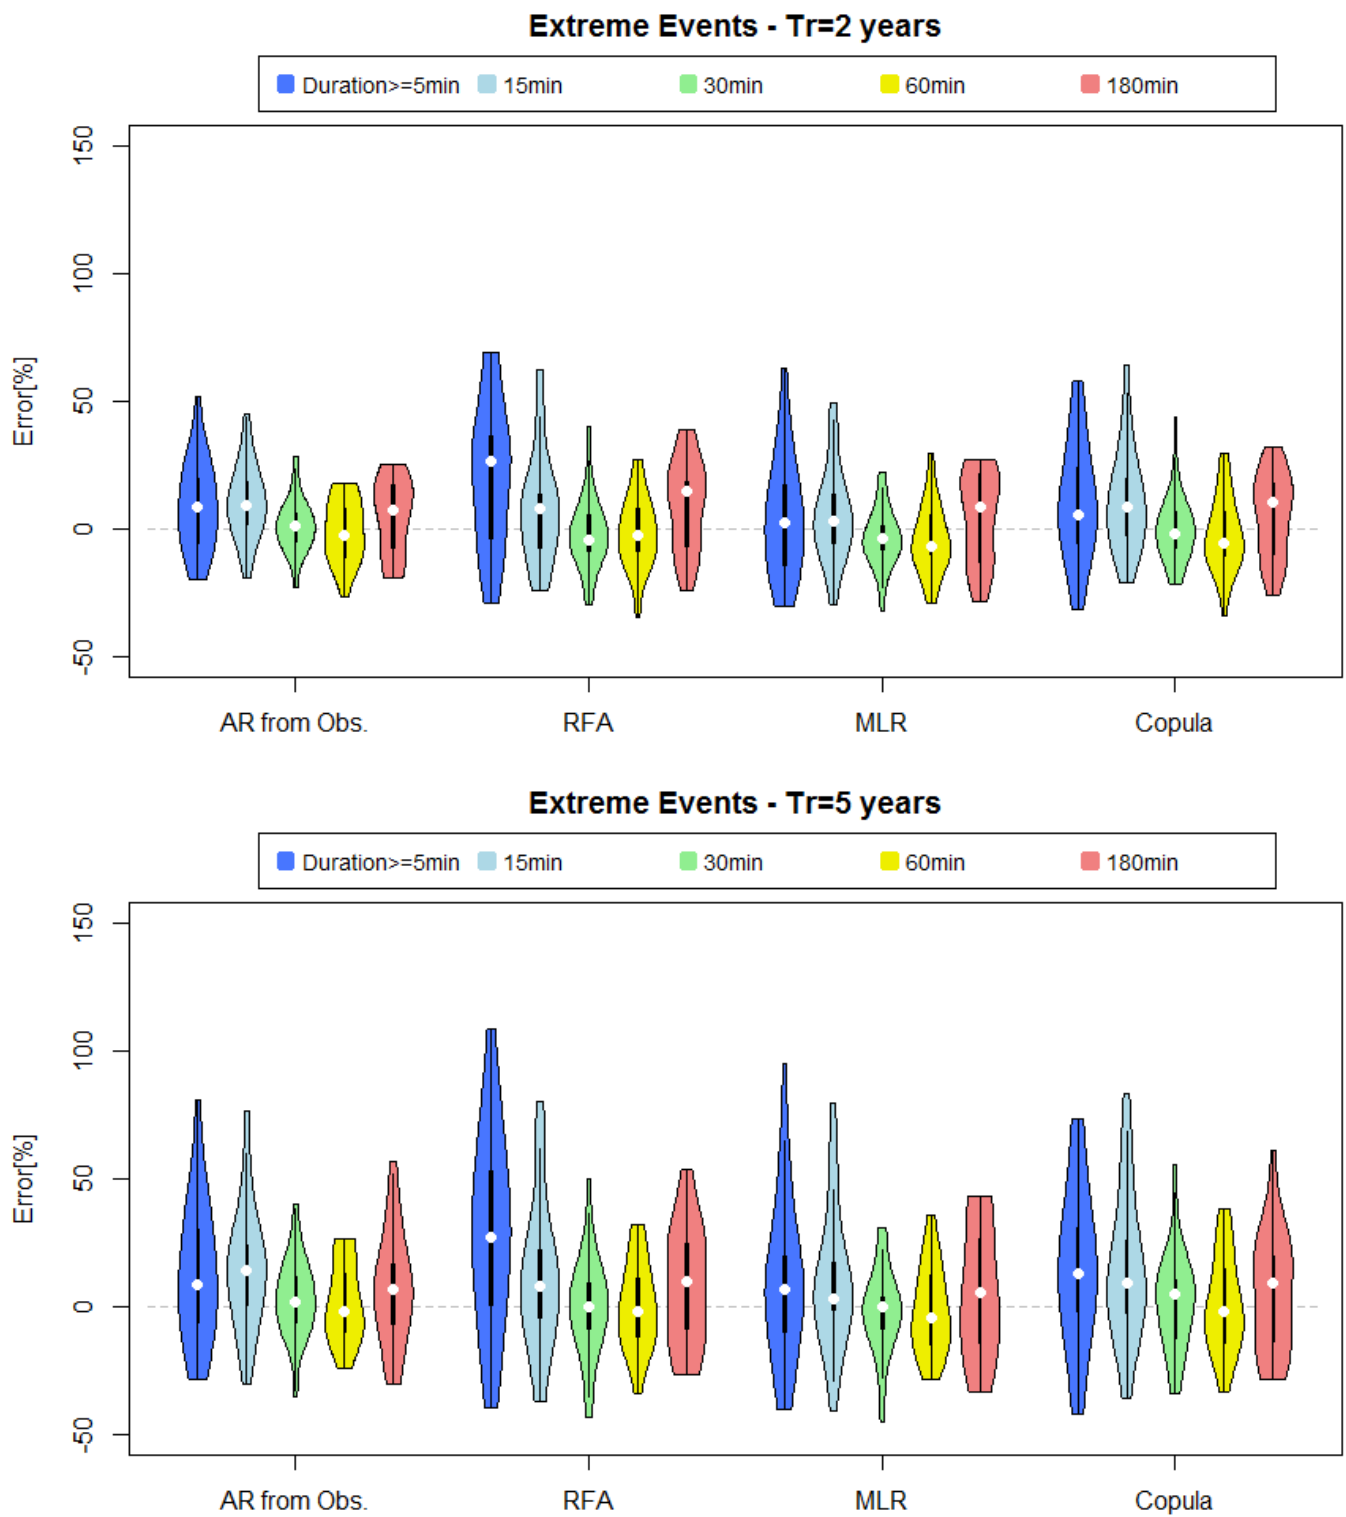 Extreme Events - Tr=2 years
Duration>=5min 15min 30min 60min 180min
150
100
50
0
-50
Error[%]
AR from Obs. RFA MLR Copula
Extreme Events - Tr=5 years
Duration>=5min 15min 30min 60min 180min
150
100
50
0
-50
Error[%]
AR from Obs. RFA MLR Copula